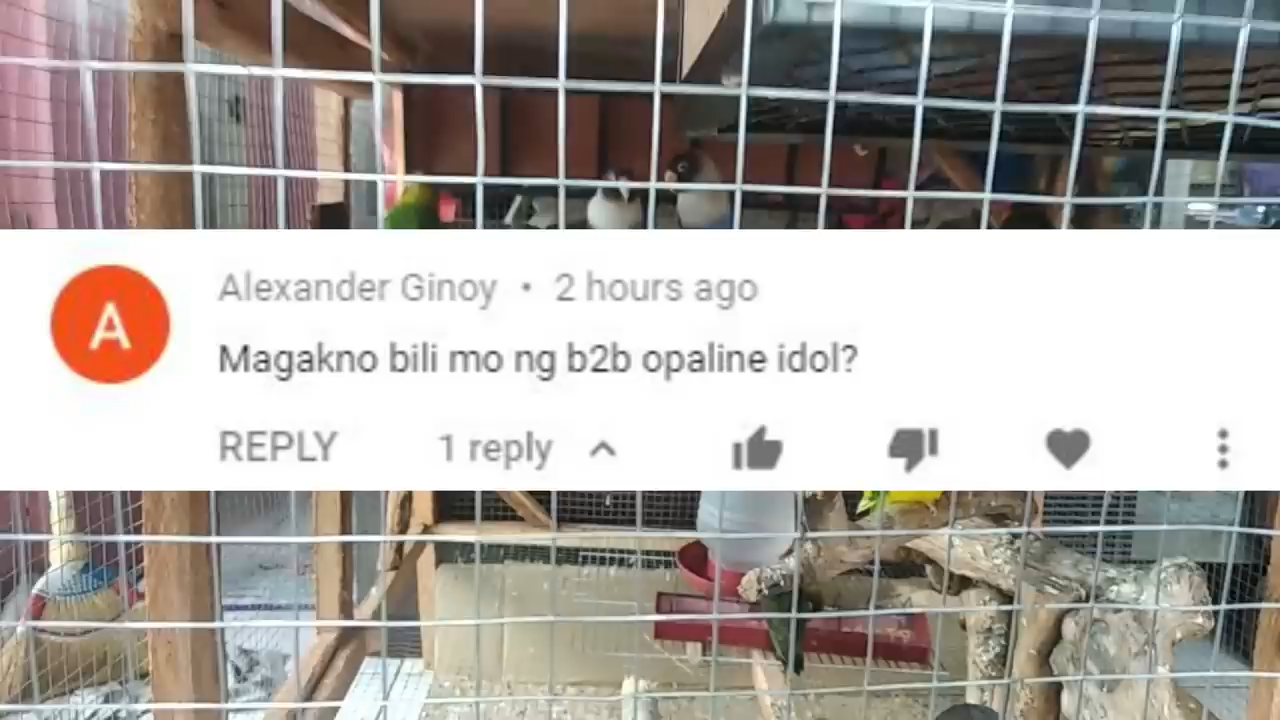 A
Alexander Ginoy • 2 hours ago
Magakno bili mo ng b2b opaline idol?
REPLY 1 reply